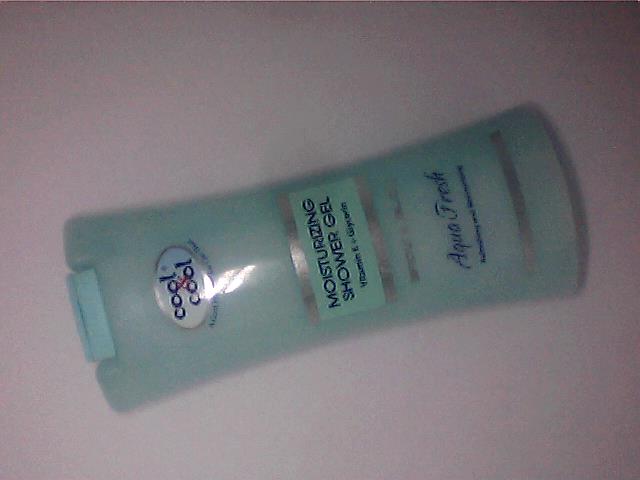 cool & cool
MOISTURIZING
SHOWER GEL
Vitamin E + Glycerin
Aqua Fresh